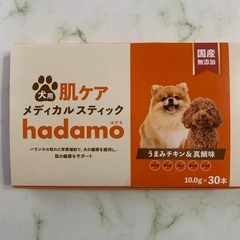 犬用
肌ケア
国産
無添加
メディカルスティック
hadamo
はだも
バランスの取れた栄養補給で、犬の健康を維持し、
肌の健康をサポート
うまみチキン&真鯛味
10.0g×30本